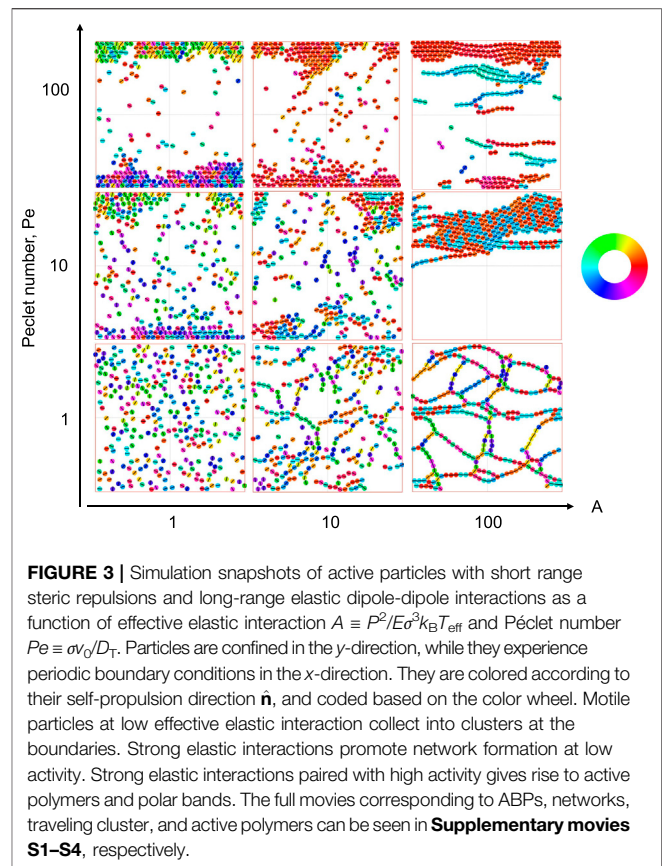 100
10
1
Peclet number, Pe
1
10
100
A
FIGURE 3 | Simulation snapshots of active particles with short range
steric repulsions and long-range elastic dipole-dipole interactions as a
function of effective elastic interaction A ≡ P²/Eσ³k_BT_eff and Péclet number
Pe ≡ σv₀/D_T. Particles are confined in the y-direction, while they experience
periodic boundary conditions in the x-direction. They are colored according to
their self-propulsion direction n̂, and coded based on the color wheel. Motile
particles at low effective elastic interaction collect into clusters at the
boundaries. Strong elastic interactions promote network formation at low
activity. Strong elastic interactions paired with high activity gives rise to active
polymers and polar bands. The full movies corresponding to ABPs, networks,
traveling cluster, and active polymers can be seen in Supplementary movies
S1–S4, respectively.